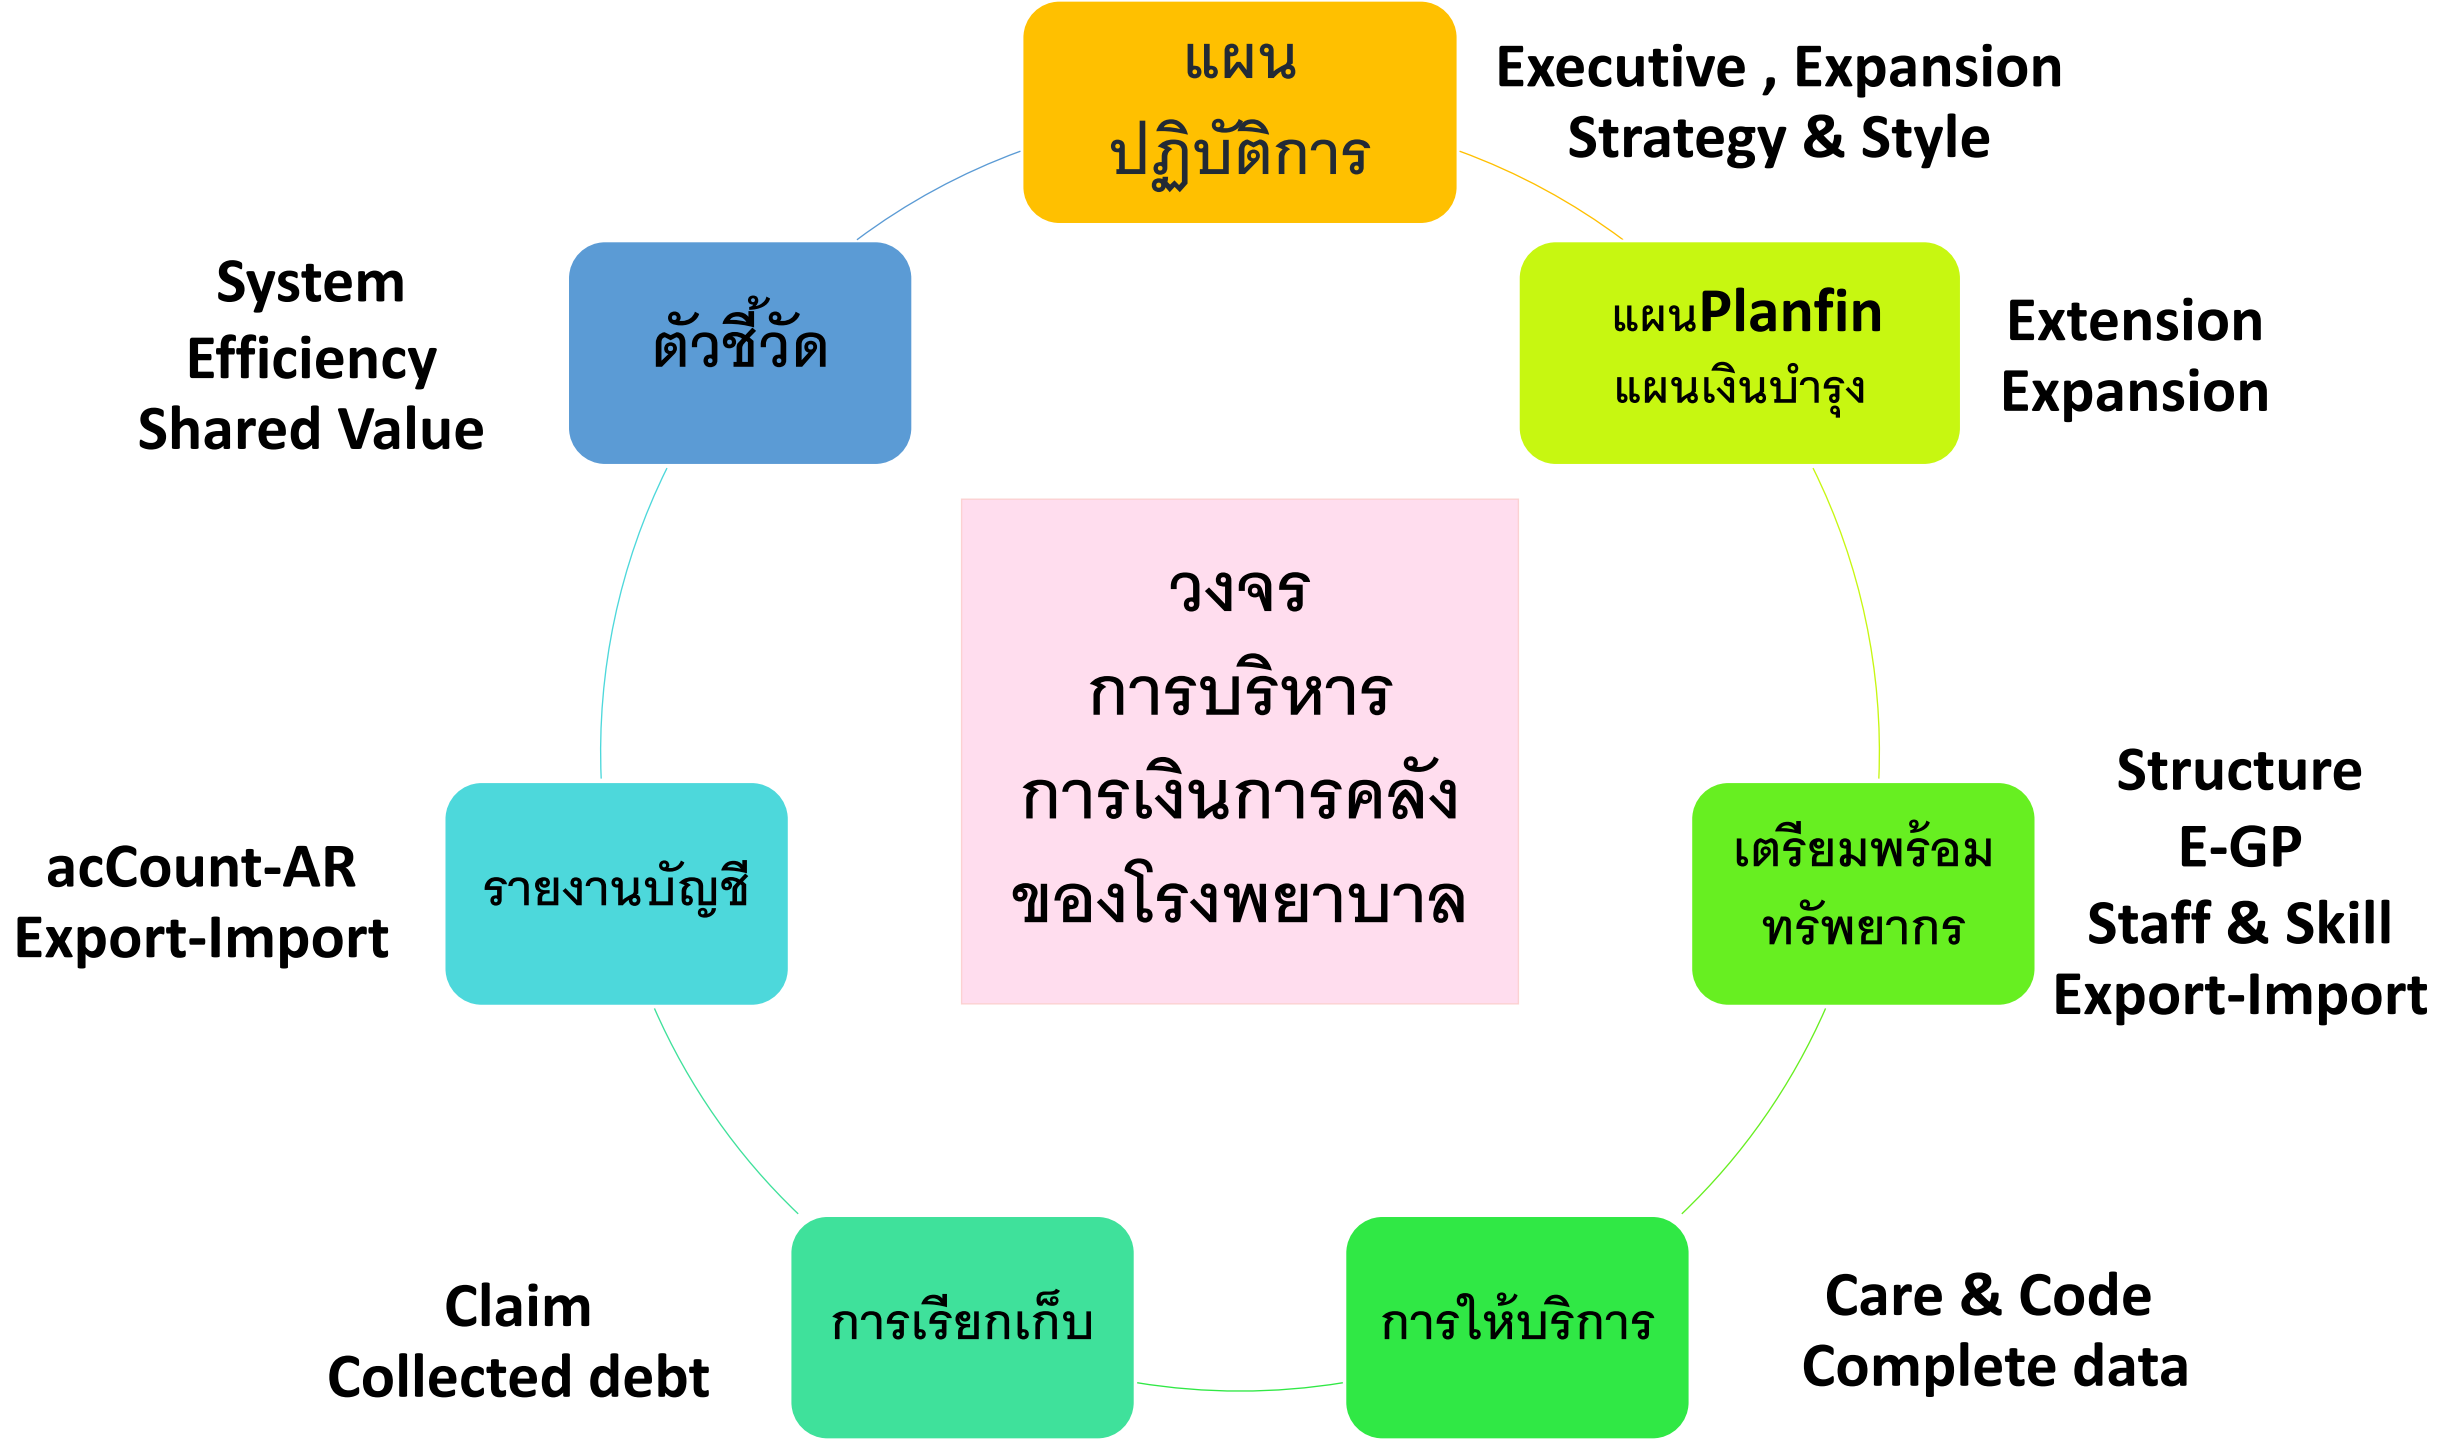 แผน
ปฏิบัติการ
Executive , Expansion
Strategy & Style
แผนPlanfin
แผนเงินบำรุง
Extension
Expansion
เตรียมพร้อม
ทรัพยากร
Structure
E-GP
Staff & Skill
Export-Import
การให้บริการ
Care & Code
Complete data
การเรียกเก็บ
Claim
Collected debt
รายงานบัญชี
acCount-AR
Export-Import
ตัวชี้วัด
System
Efficiency
Shared Value
วงจร
การบริหาร
การเงินการคลัง
ของโรงพยาบาล